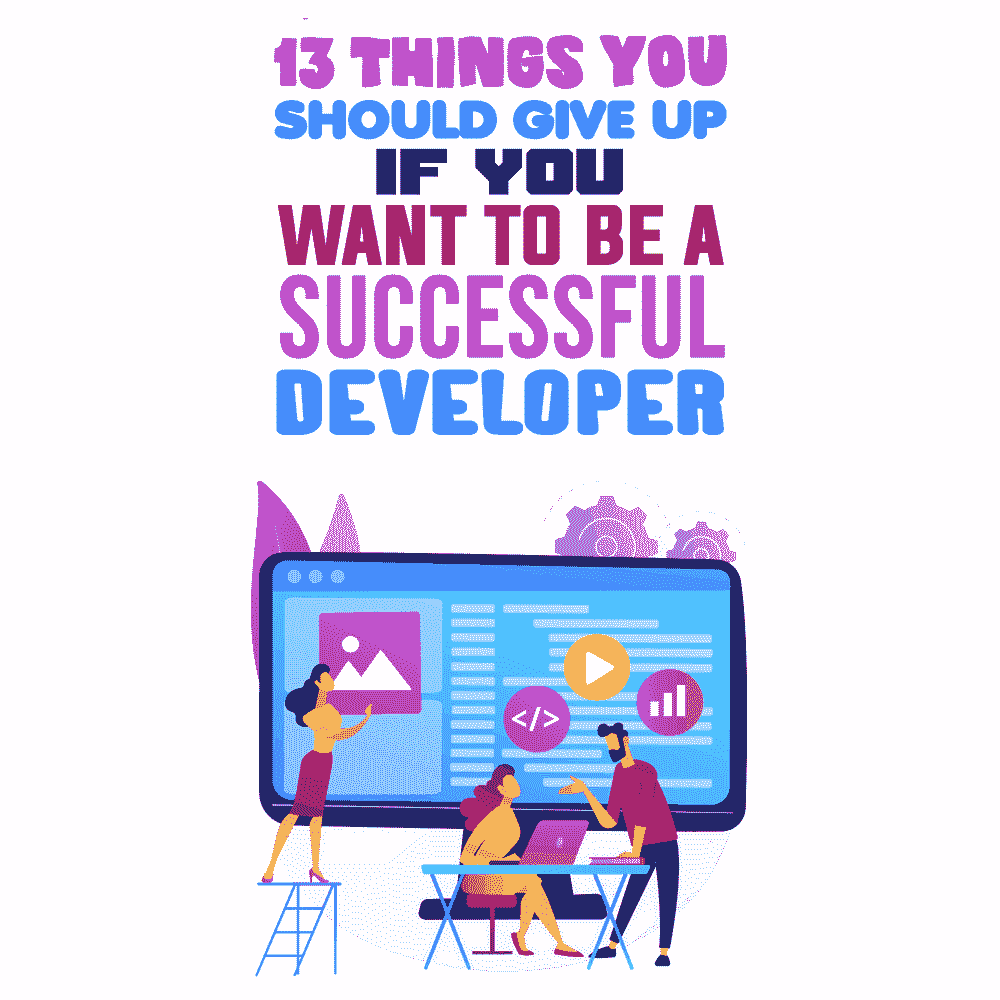 13 THINGS YOU
SHOULD GIVE UP
IF YOU
WANT TO BE A
SUCCESSFUL
DEVELOPER
</>